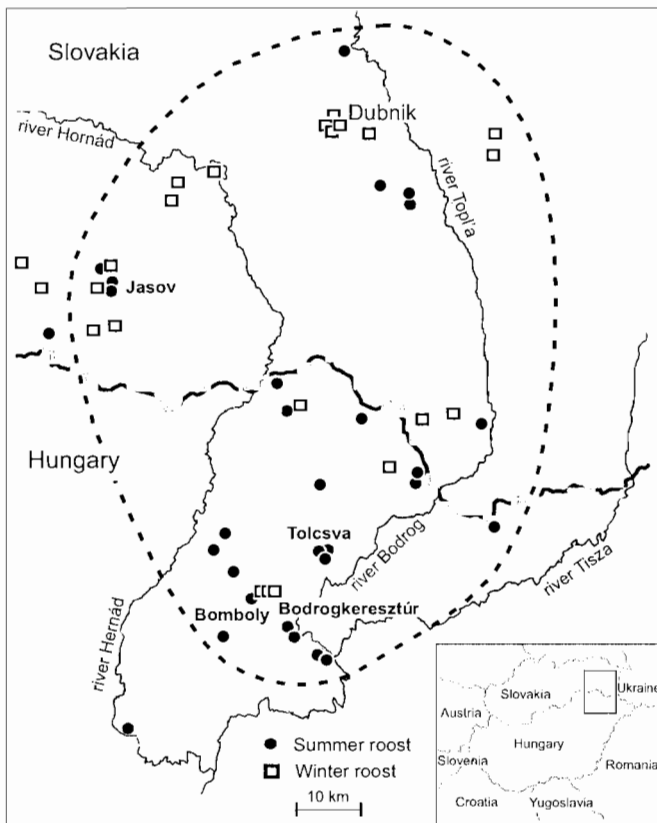 Slovakia
river Hornád
Dubnik
river Topl'a
Jasov
Hungary
Tolcsva
river Bodrog
river Tisza
Bomboly
Bodrogkeresztúr
river Hernád
Summer roost
Winter roost
10 km
Slovakia
Ukraine
Austria
Hungary
Slovenia
Romania
Croatia
Yugoslavia